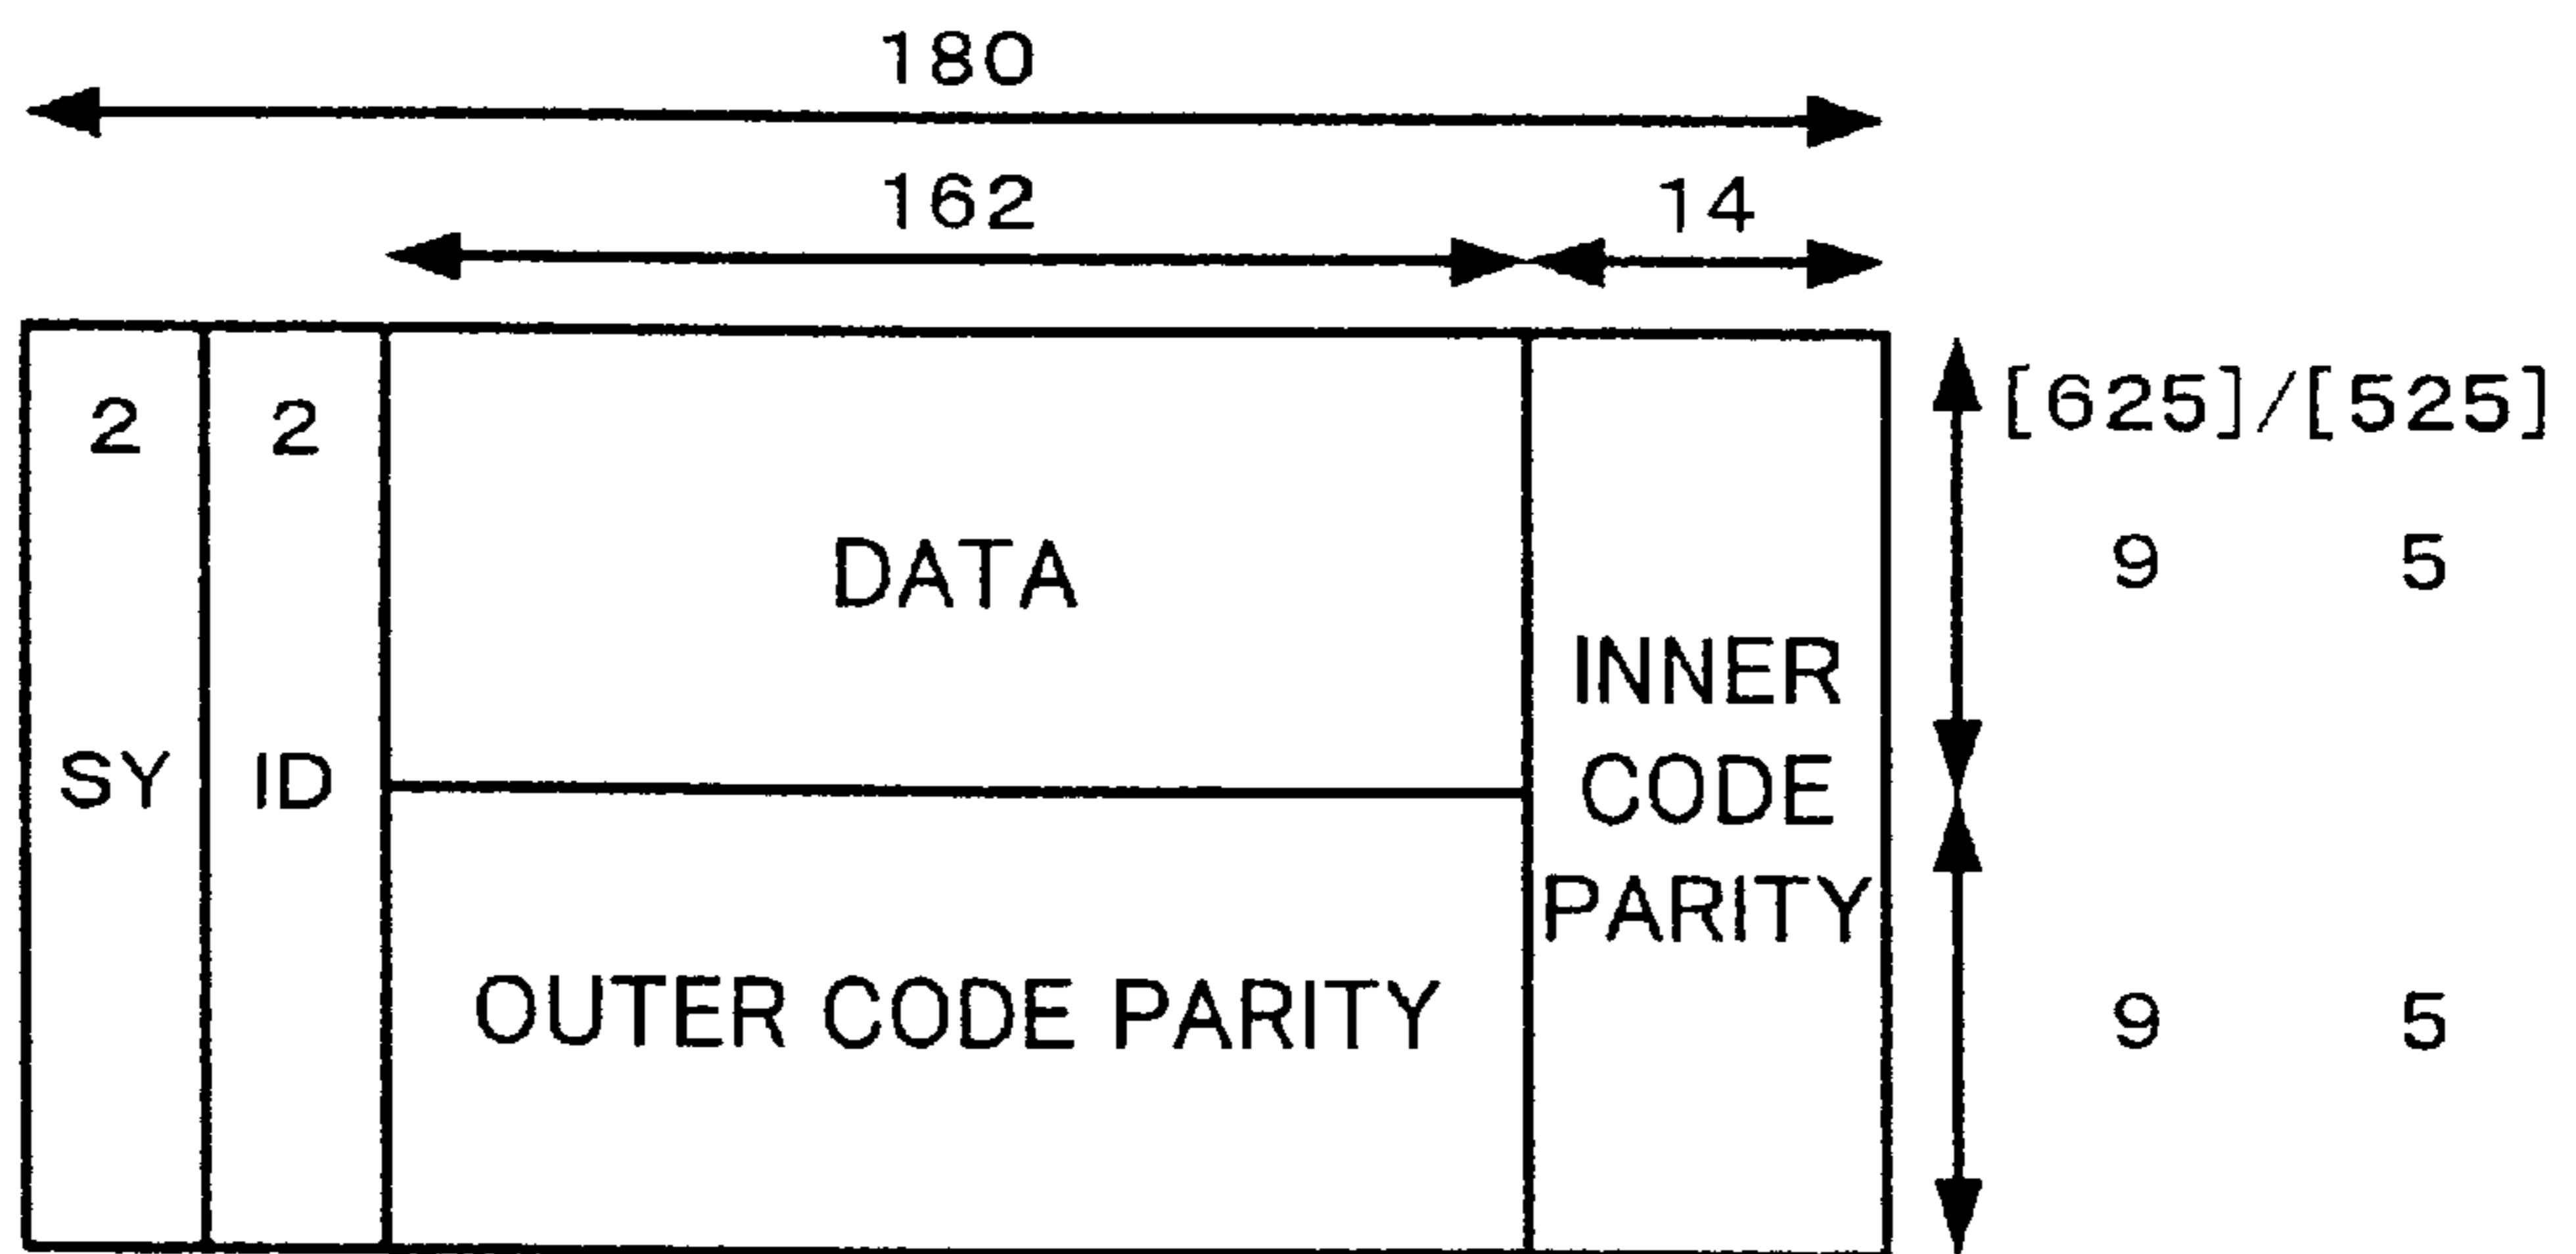 180
162 14
[625]/[525]
2 2
DATA 9 5
INNER
SY ID CODE
PARITY
OUTER CODE PARITY 9 5